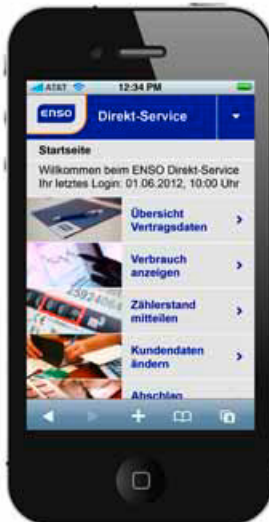 AT&T 12:34 PM
ENSO
Direkt-Service
Startseite
Willkommen beim ENSO Direkt-Service
Ihr letztes Login: 01.06.2012, 10:00 Uhr
Übersicht
Vertragsdaten
Verbrauch
anzeigen
25924064
Zählerstand
mitteilen
Kundendaten
ändern
Abschlag